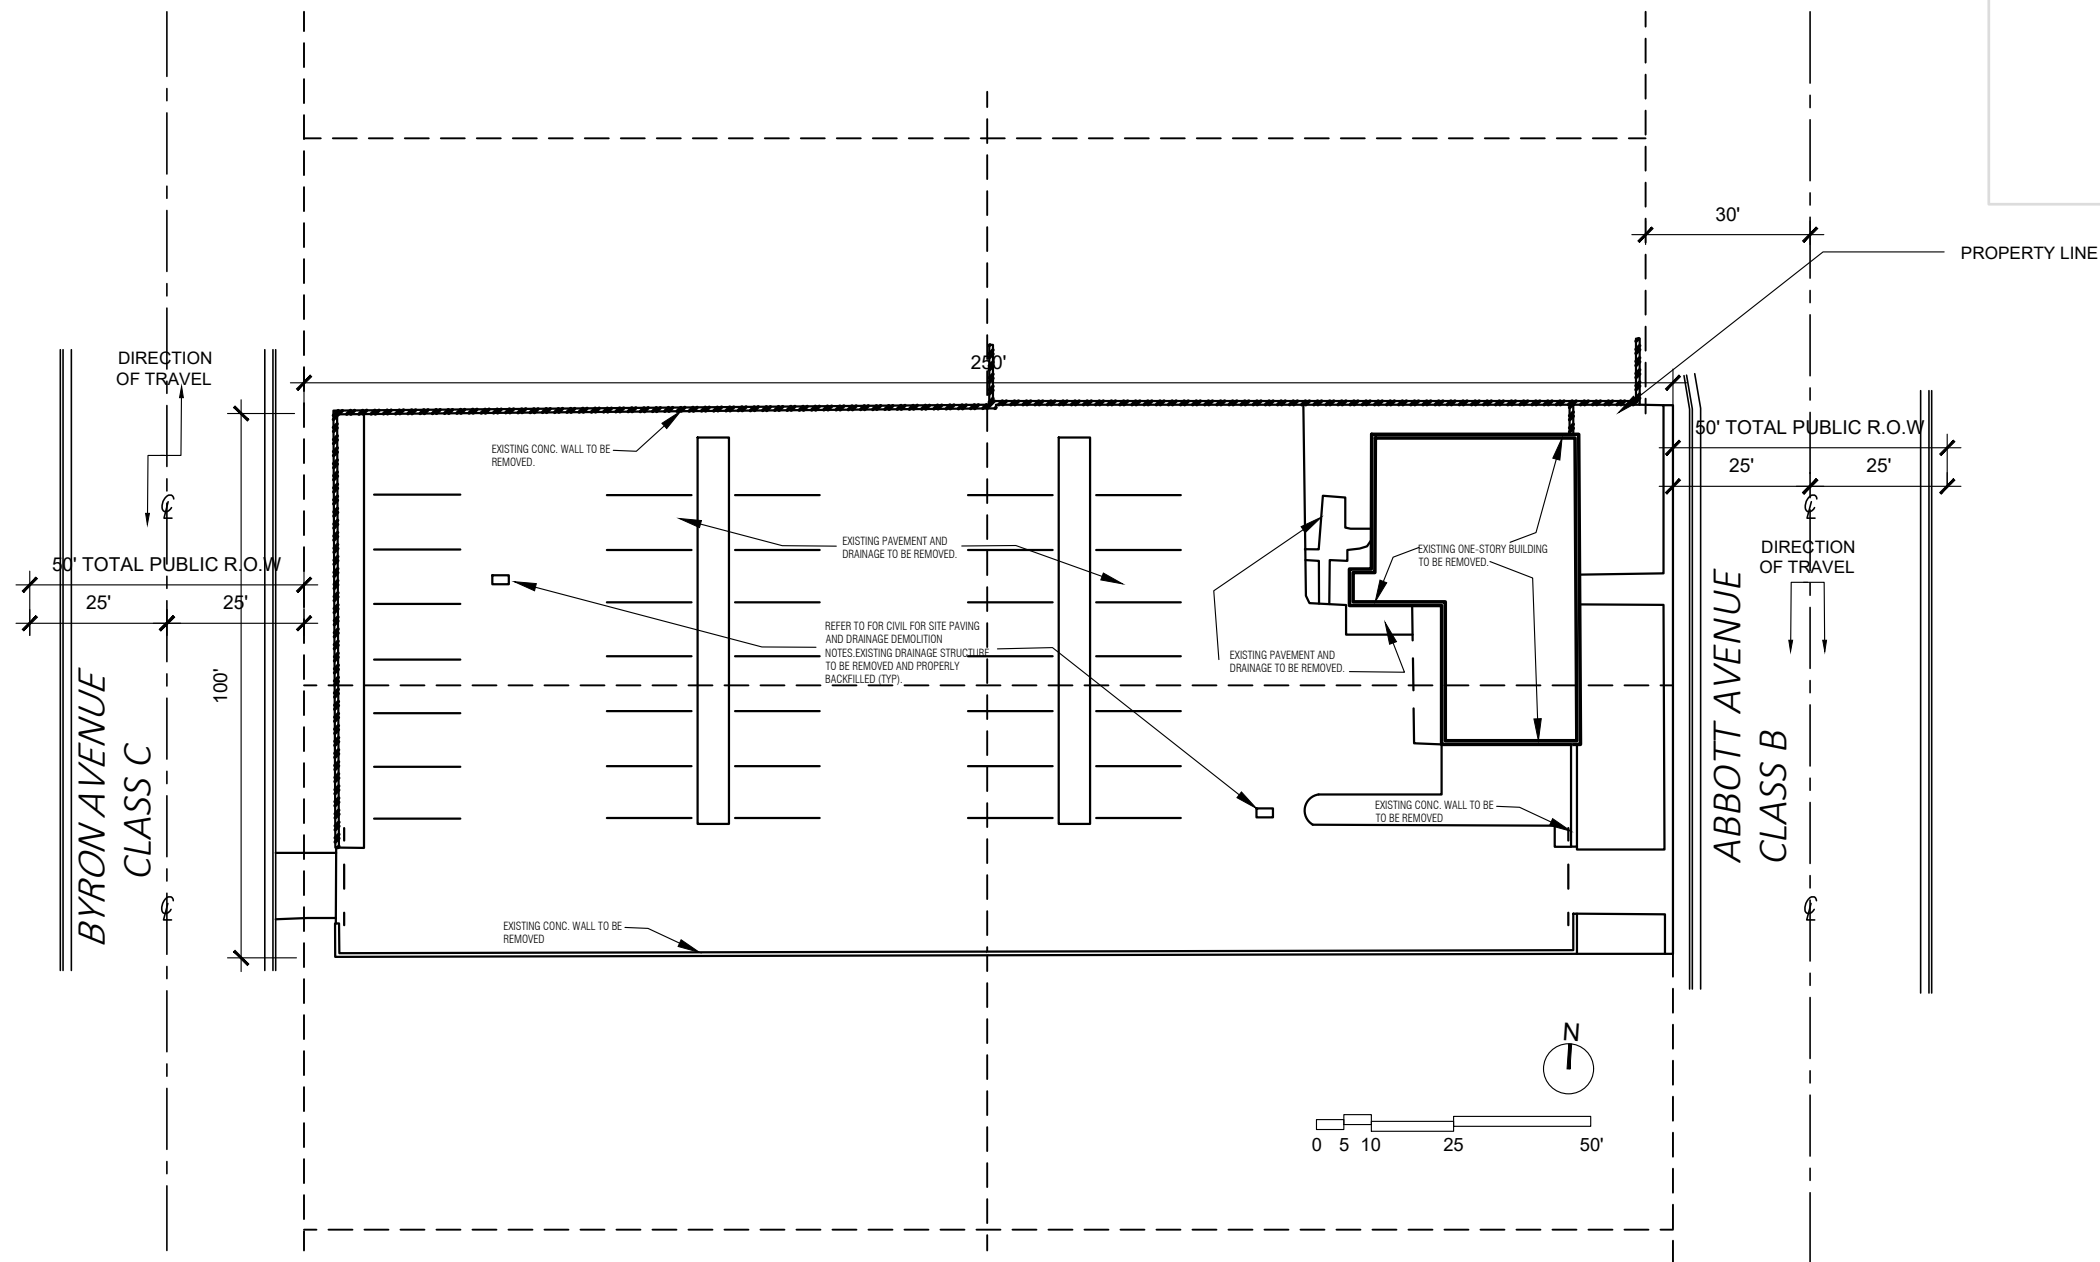 30'
PROPERTY LINE
DIRECTION
OF TRAVEL
250'
50' TOTAL PUBLIC R.O.W
25'
25'
EXISTING CONC. WALL TO BE
REMOVED.
℄
℄
EXISTING PAVEMENT AND
DRAINAGE TO BE REMOVED.
EXISTING ONE-STORY BUILDING
TO BE REMOVED.
DIRECTION
OF TRAVEL
50' TOTAL PUBLIC R.O.W
25'
25'
REFER TO FOR CIVIL FOR SITE PAVING
AND DRAINAGE DEMOLITION
NOTES.EXISTING DRAINAGE STRUCTURE
TO BE REMOVED AND PROPERLY
BACKFILLED (TYP).
EXISTING PAVEMENT AND
DRAINAGE TO BE REMOVED.
100'
BYRON AVENUE
CLASS C
ABBOTT AVENUE
CLASS B
EXISTING CONC. WALL TO BE
TO BE REMOVED
℄
℄
EXISTING CONC. WALL TO BE
REMOVED
N
0 5 10 25 50'